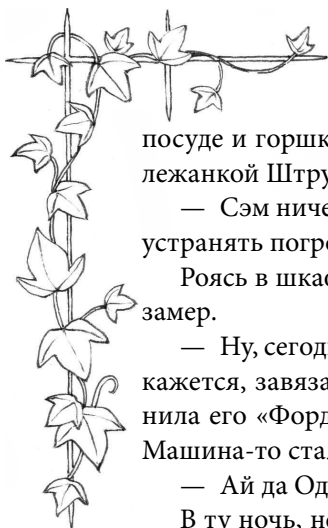 посуде и горшк
лежанкой Штру
— Сэм ниче
устранять погре
Роясь в шкаф
замер.
— Ну, сегод
кажется, завяза
нила его «Форд
Машина-то стал
— Ай да Од
В ту ночь, н